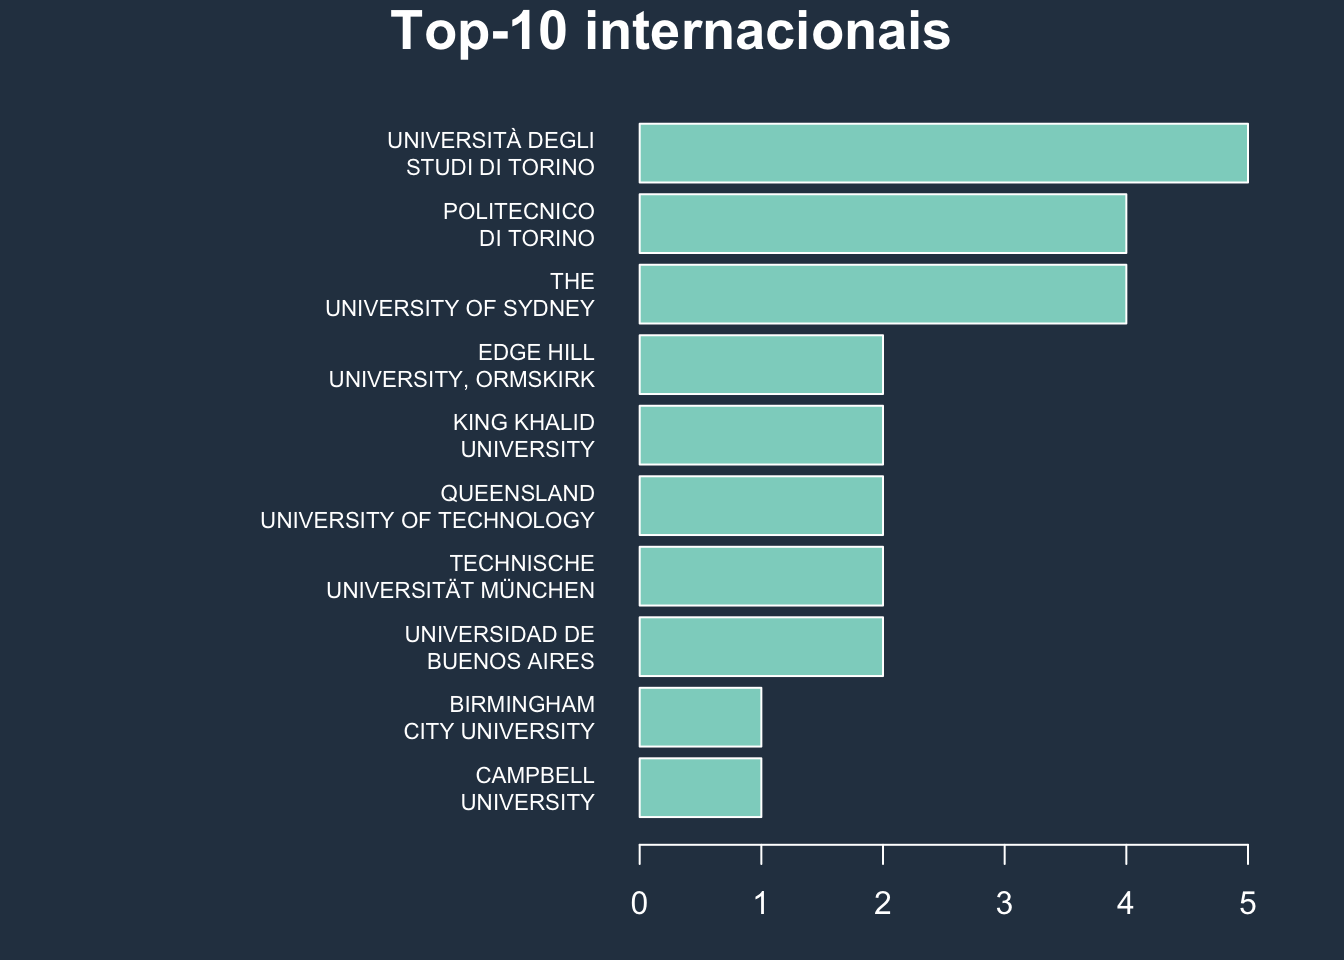 Top-10 internacionais
UNIVERSITÀ DEGLI
STUDI DI TORINO
POLITECNICO
DI TORINO
THE
UNIVERSITY OF SYDNEY
EDGE HILL
UNIVERSITY, ORMSKIRK
KING KHALID
UNIVERSITY
QUEENSLAND
UNIVERSITY OF TECHNOLOGY
TECHNISCHE
UNIVERSITÄT MÜNCHEN
UNIVERSIDAD DE
BUENOS AIRES
BIRMINGHAM
CITY UNIVERSITY
CAMPBELL
UNIVERSITY
0 1 2 3 4 5